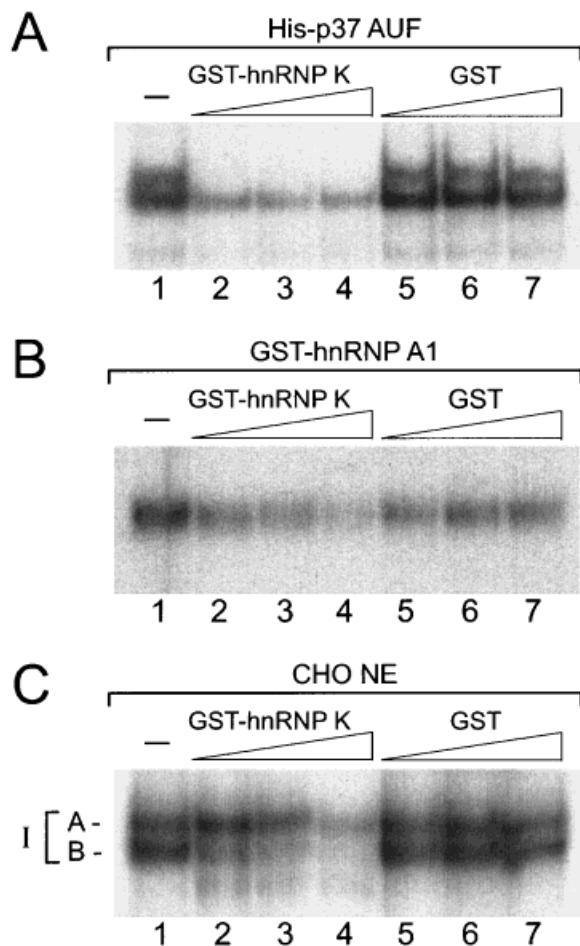 A
His-p37 AUF
– GST-hnRNP K GST
1 2 3 4 5 6 7
B
GST-hnRNP A1
– GST-hnRNP K GST
1 2 3 4 5 6 7
C
CHO NE
– GST-hnRNP K GST
I A -
B -
1 2 3 4 5 6 7